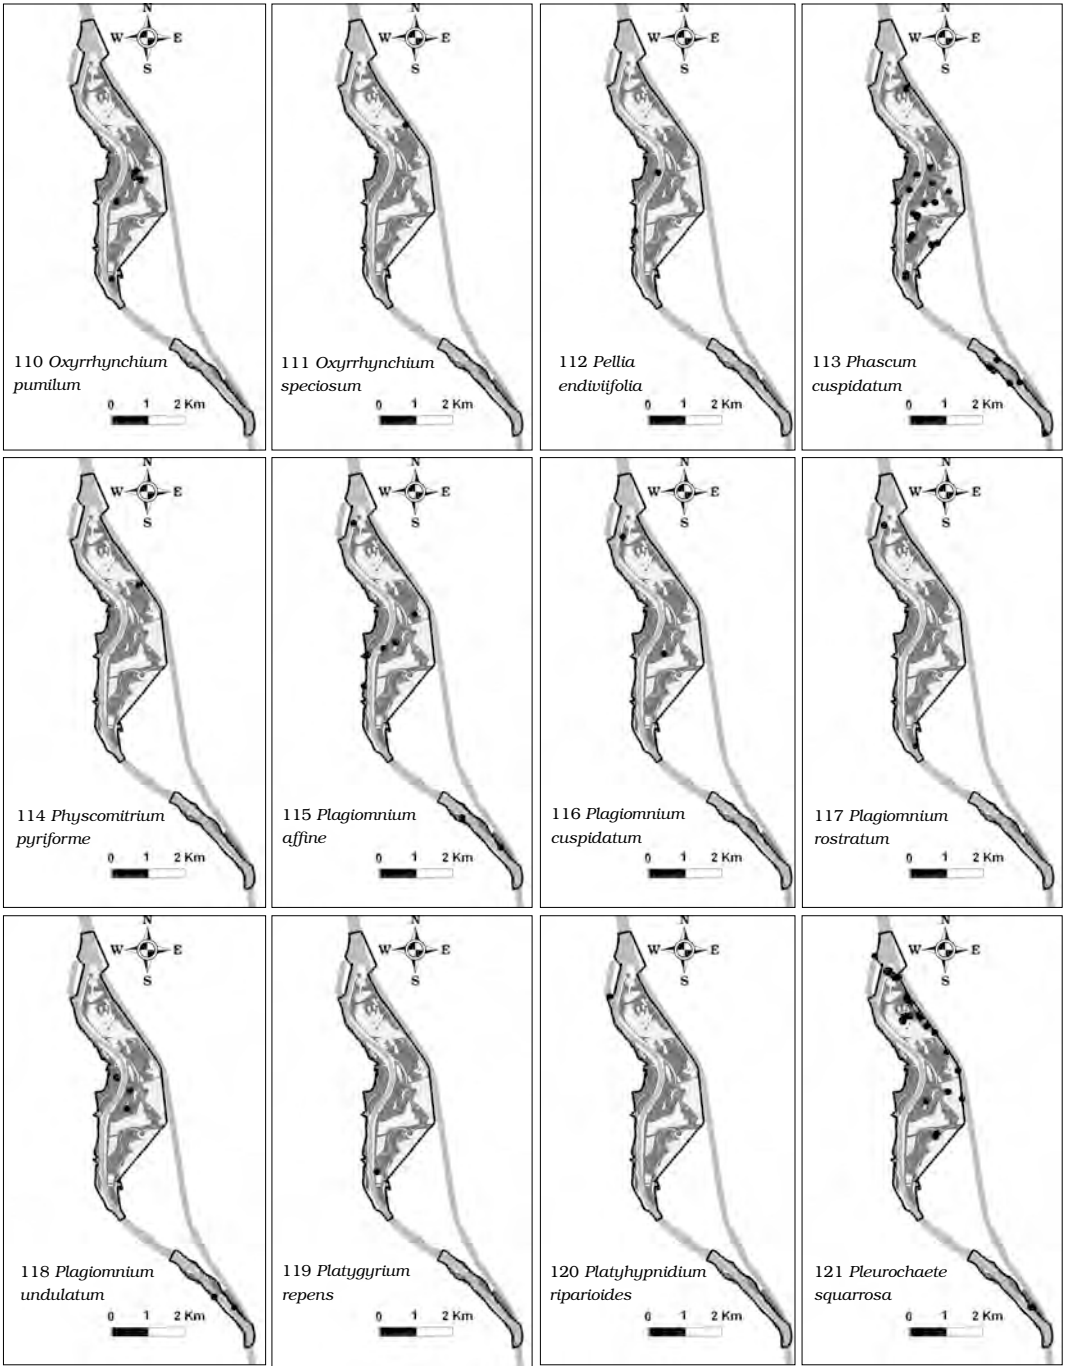 N
W E
S
110 Oxyrrhynchium
pumilum
0 1 2 Km
N
W E
S
111 Oxyrrhynchium
speciosum
0 1 2 Km
N
W E
S
112 Pellia
endiviifolia
0 1 2 Km
N
W E
S
113 Phascum
cuspidatum
0 1 2 Km
N
W E
S
114 Physcomitrium
pyriforme
0 1 2 Km
N
W E
S
115 Plagiomnium
affine
0 1 2 Km
N
W E
S
116 Plagiomnium
cuspidatum
0 1 2 Km
N
W E
S
117 Plagiomnium
rostratum
0 1 2 Km
N
W E
S
118 Plagiomnium
undulatum
0 1 2 Km
N
W E
S
119 Platygyrium
repens
0 1 2 Km
N
W E
S
120 Platyhypnidium
riparioides
0 1 2 Km
N
W E
S
121 Pleurochaete
squarrosa
0 1 2 Km